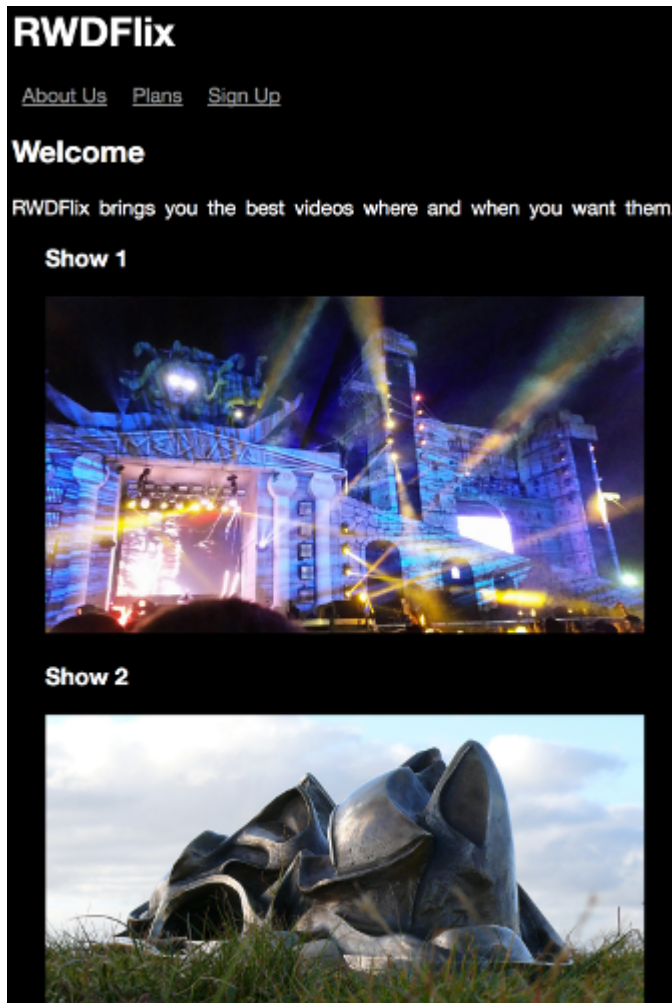 RWDFlix
About Us Plans Sign Up
Welcome
RWDFlix brings you the best videos where and when you want them
Show 1
Show 2